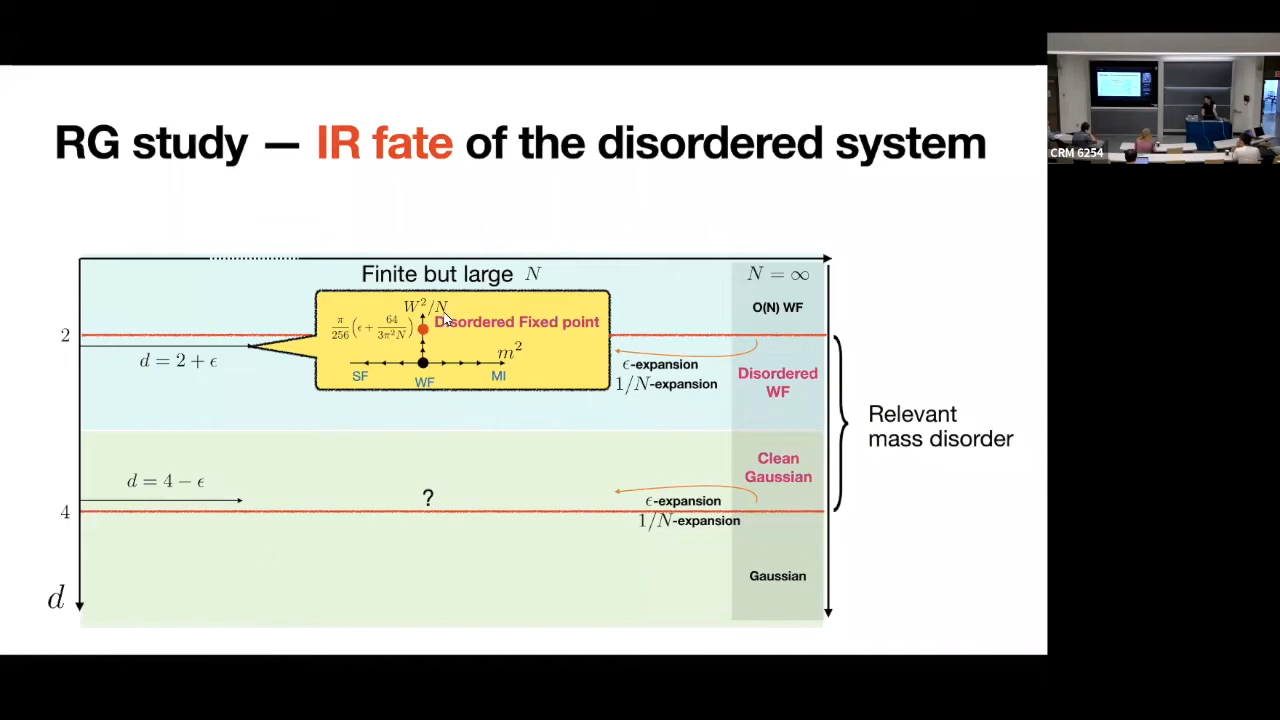 RG study — IR fate of the disordered system
CRM 6254
Finite but large N
N = ∞
O(N) WF
W²/N
π/256 (ϵ + 64/3π²N)
Disordered Fixed point
m²
SF
WF
MI
2
d = 2 + ϵ
ϵ-expansion
1/N-expansion
Disordered
WF
Relevant
mass disorder
Clean
Gaussian
d = 4 − ϵ
?
ϵ-expansion
1/N-expansion
4
Gaussian
d